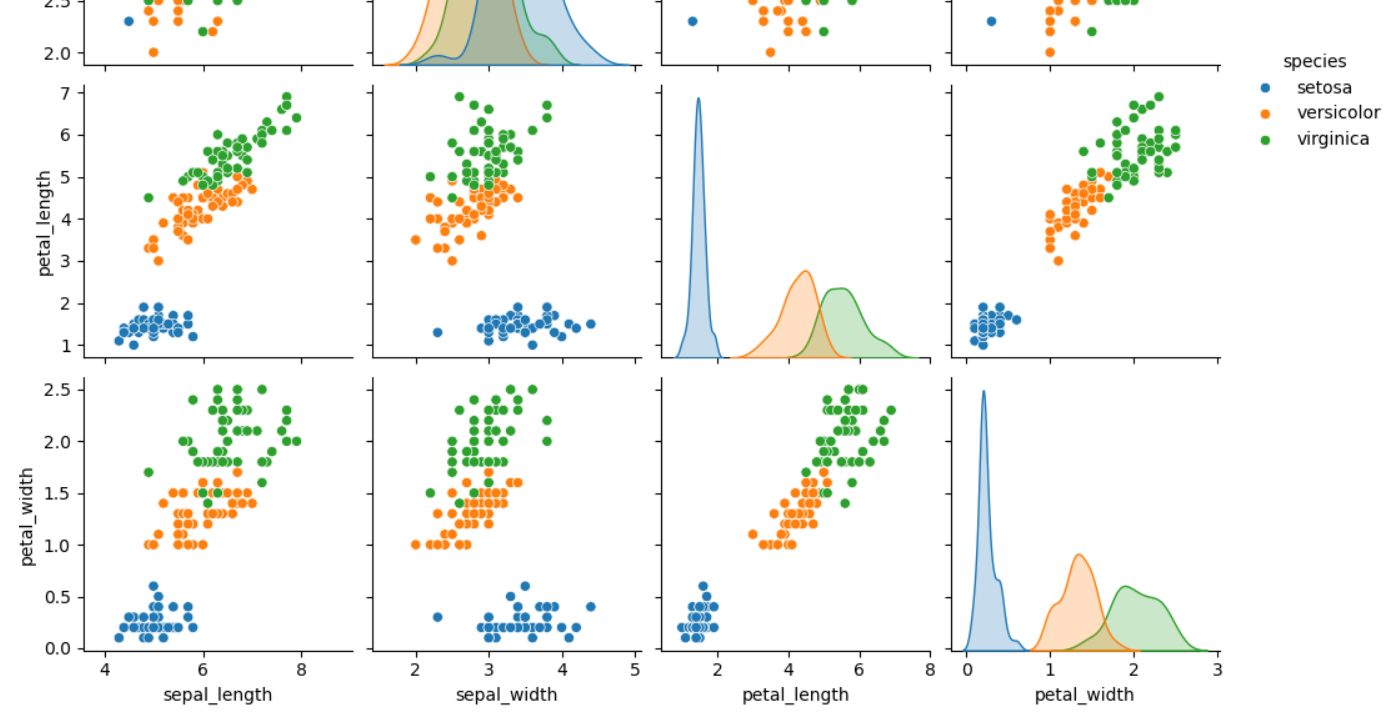 2.5
2.0
species
setosa
versicolor
virginica
7
6
5
4
3
2
1
petal_length
2.5
2.0
1.5
1.0
0.5
0.0
petal_width
4 6 8
2 3 4 5
2 4 6 8
0 1 2 3
sepal_length
sepal_width
petal_length
petal_width